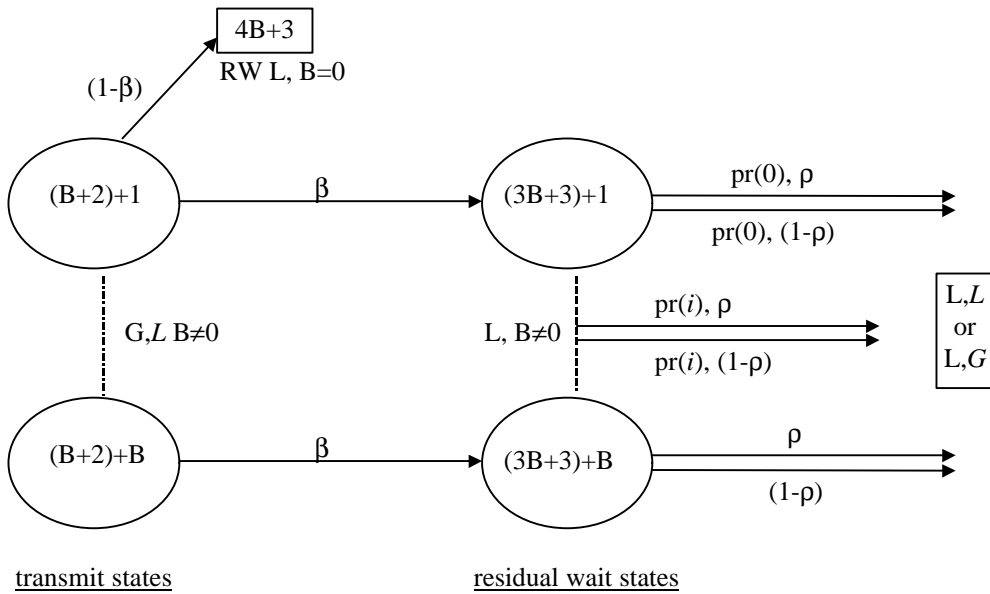 4B+3
RW L, B=0
(1-β)
(B+2)+1
β
(3B+3)+1
pr(0), ρ
pr(0), (1-ρ)
G,L B≠0
L, B≠0
pr(i), ρ
pr(i), (1-ρ)
L,L
or
L,G
(B+2)+B
β
(3B+3)+B
ρ
(1-ρ)
transmit states
residual wait states